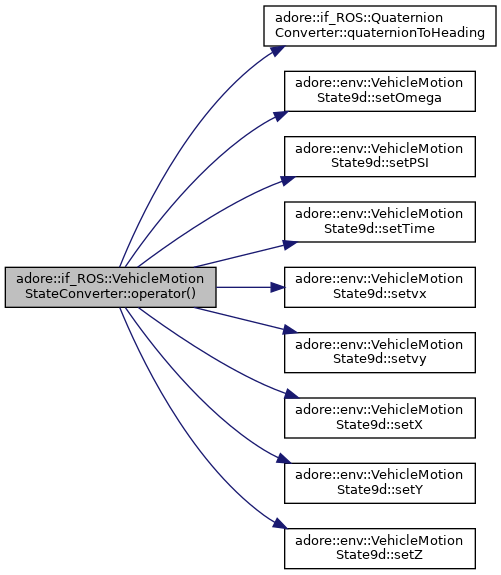 adore::if_ROS::Quaternion
Converter::quaternionToHeading
adore::env::VehicleMotion
State9d::setOmega
adore::env::VehicleMotion
State9d::setPSI
adore::env::VehicleMotion
State9d::setTime
adore::if_ROS::VehicleMotion
StateConverter::operator()
adore::env::VehicleMotion
State9d::setvx
adore::env::VehicleMotion
State9d::setvy
adore::env::VehicleMotion
State9d::setX
adore::env::VehicleMotion
State9d::setY
adore::env::VehicleMotion
State9d::setZ